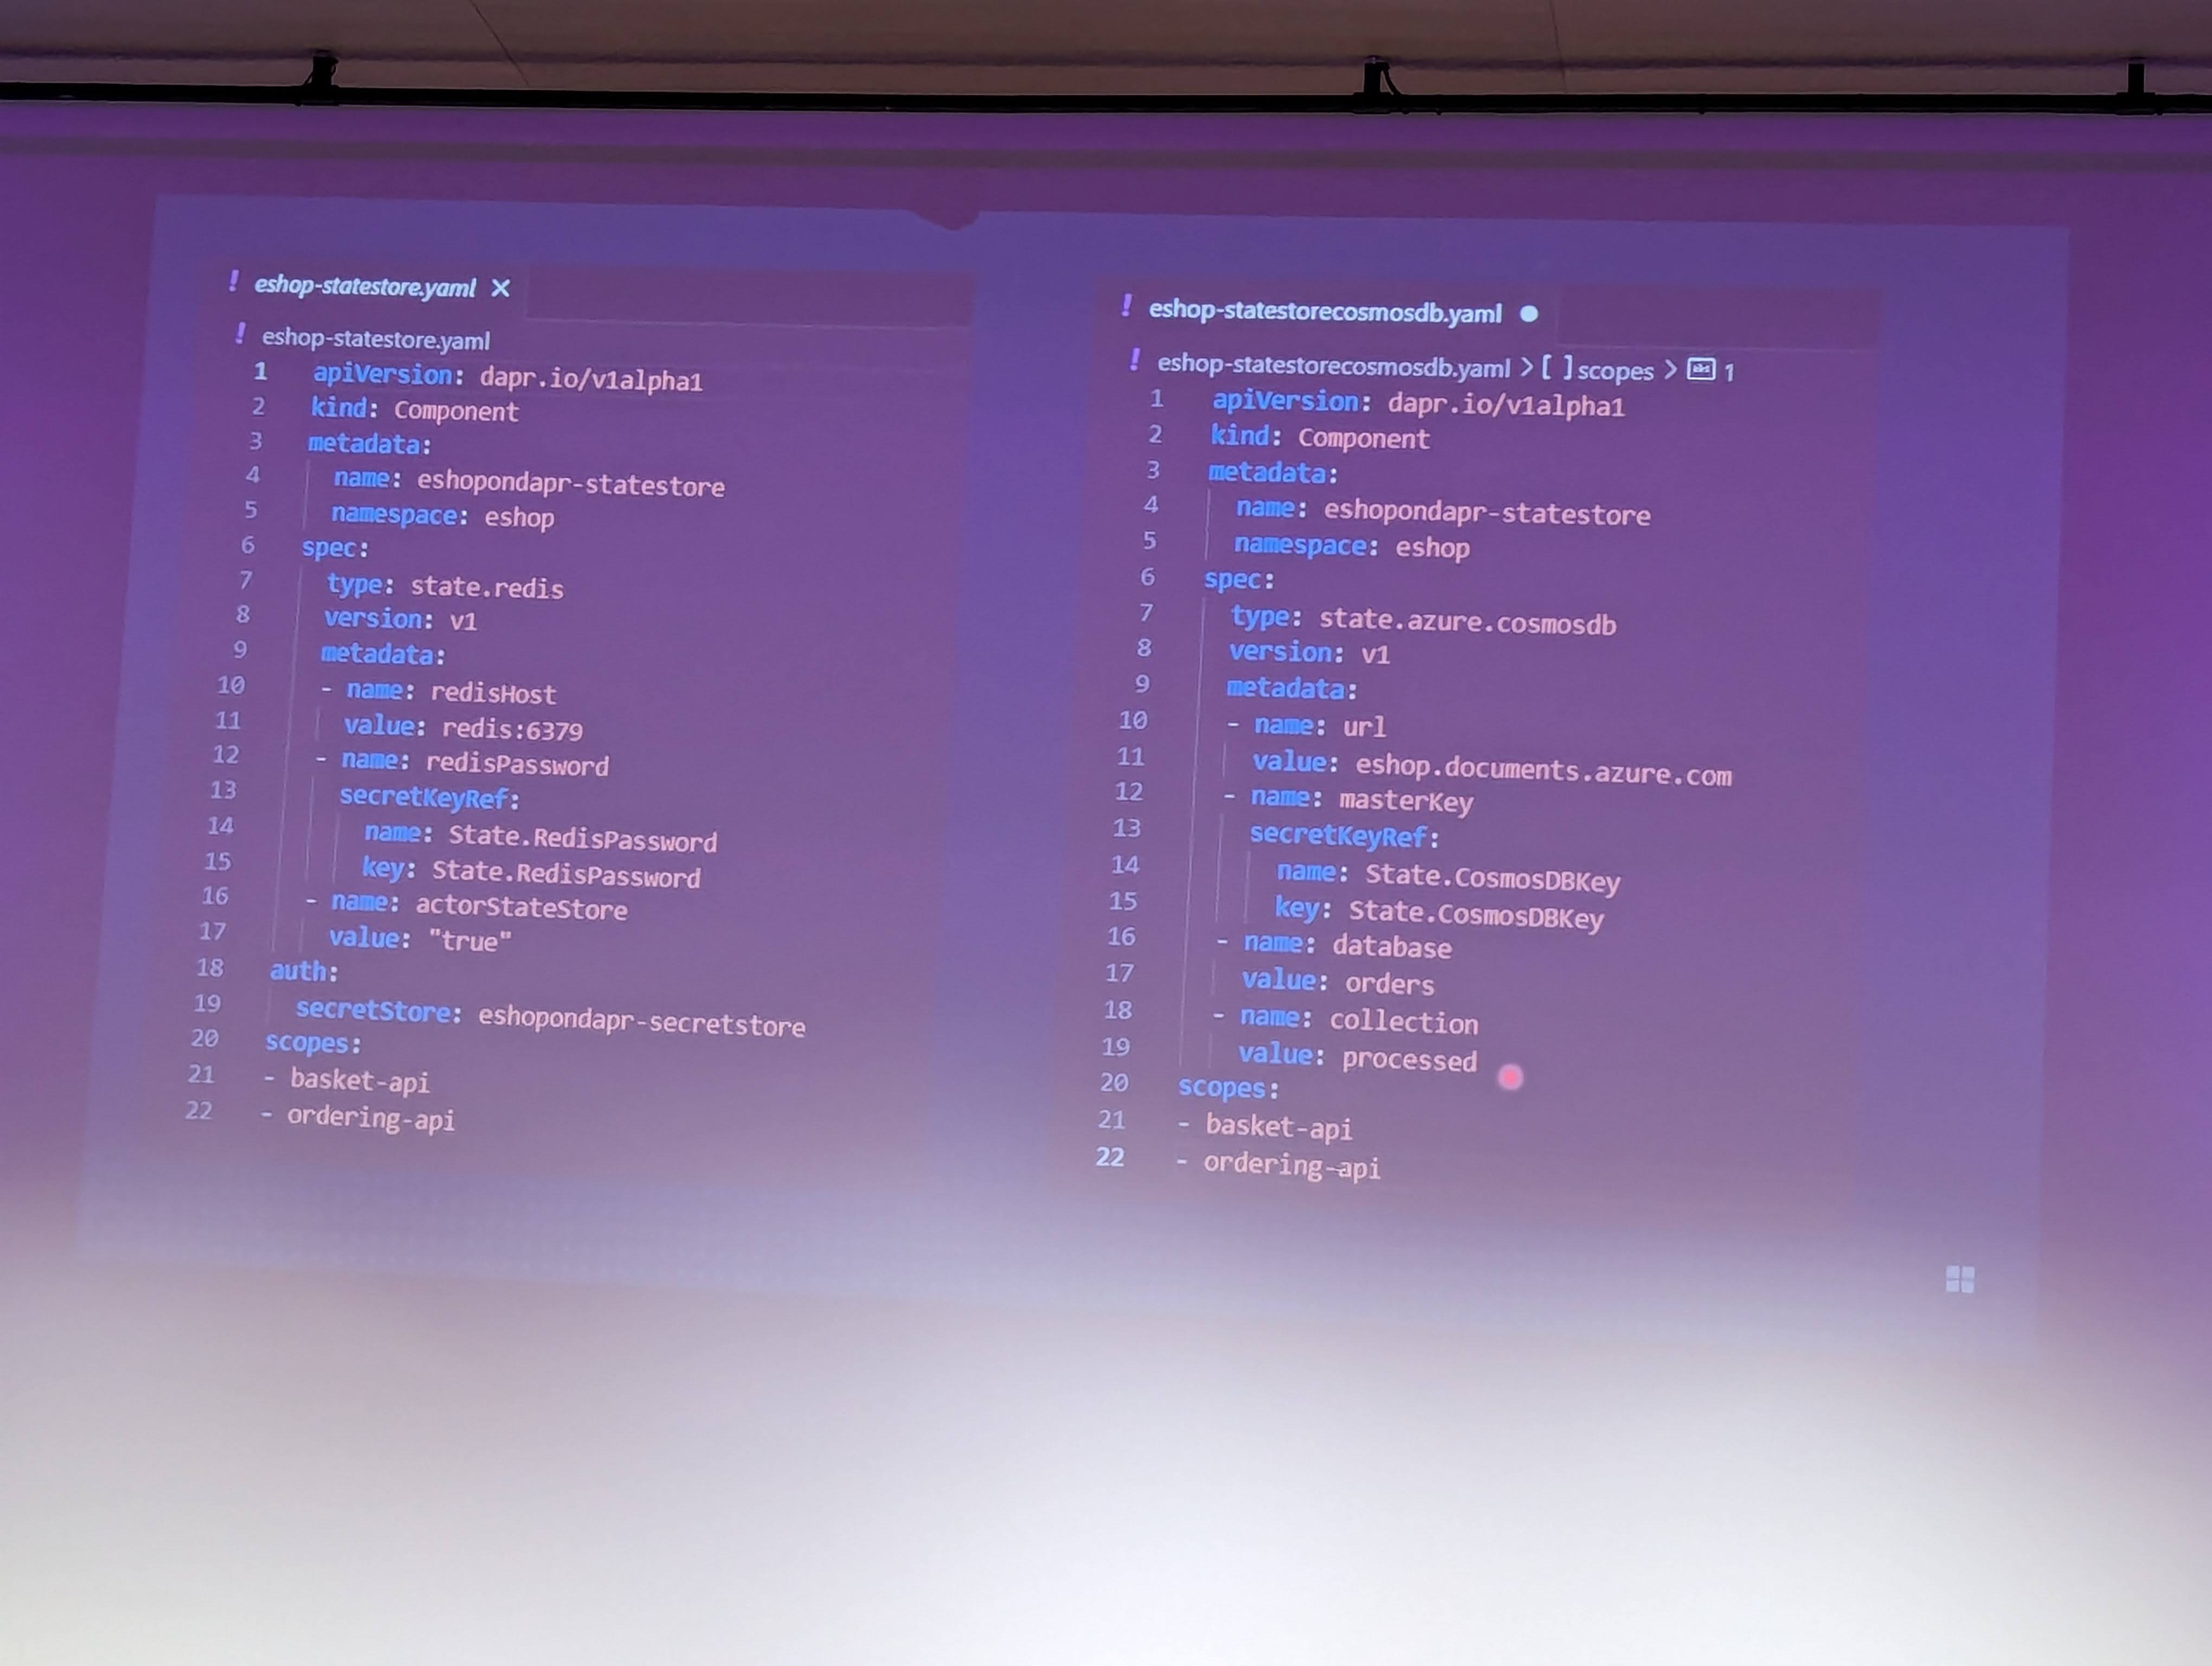 ! eshop-statestore.yaml ✕
! eshop-statestore.yaml
1 apiVersion: dapr.io/v1alpha1
2 kind: Component
3 metadata:
4 name: eshopondapr-statestore
5 namespace: eshop
6 spec:
7 type: state.redis
8 version: v1
9 metadata:
10 - name: redisHost
11 value: redis:6379
12 - name: redisPassword
13 secretKeyRef:
14 name: State.RedisPassword
15 key: State.RedisPassword
16 - name: actorStateStore
17 value: "true"
18 auth:
19 secretStore: eshopondapr-secretstore
20 scopes:
21 - basket-api
22 - ordering-api
! eshop-statestorecosmosdb.yaml ●
! eshop-statestorecosmosdb.yaml > [ ] scopes > abc 1
1 apiVersion: dapr.io/v1alpha1
2 kind: Component
3 metadata:
4 name: eshopondapr-statestore
5 namespace: eshop
6 spec:
7 type: state.azure.cosmosdb
8 version: v1
9 metadata:
10 - name: url
11 value: eshop.documents.azure.com
12 - name: masterKey
13 secretKeyRef:
14 name: State.CosmosDBKey
15 key: State.CosmosDBKey
16 - name: database
17 value: orders
18 - name: collection
19 value: processed
20 scopes:
21 - basket-api
22 - ordering-api